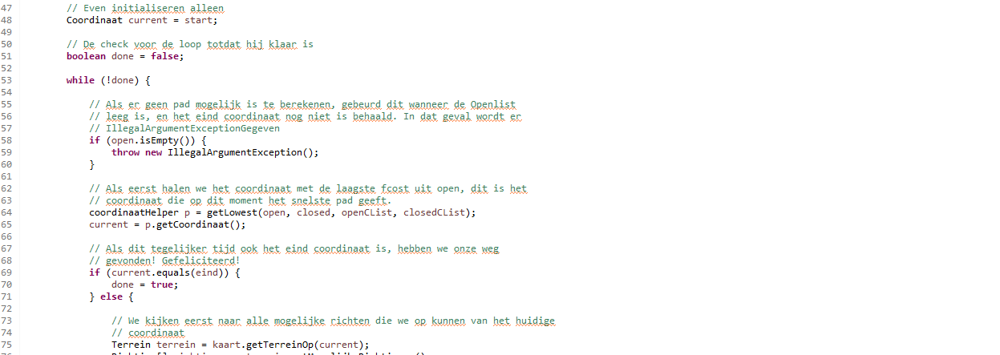 47 // Even initialiseren alleen
48 Coordinaat current = start;
49
50 // De check voor de loop totdat hij klaar is
51 boolean done = false;
52
53 while (!done) {
54
55 // Als er geen pad mogelijk is te berekenen, gebeurd dit wanneer de Openlist
56 // leeg is, en het eind coordinaat nog niet is behaald. In dat geval wordt er
57 // IllegalArgumentExceptionGegeven
58 if (open.isEmpty()) {
59 throw new IllegalArgumentException();
60 }
61
62 // Als eerst halen we het coordinaat met de laagste fcost uit open, dit is het
63 // coordinaat die op dit moment het snelste pad geeft.
64 coordinaatHelper p = getLowest(open, closed, openCList, closedCList);
65 current = p.getCoordinaat();
66
67 // Als dit tegelijker tijd ook het eind coordinaat is, hebben we onze weg
68 // gevonden! Gefeliciteerd!
69 if (current.equals(eind)) {
70 done = true;
71 } else {
72
73 // We kijken eerst naar alle mogelijke richten die we op kunnen van het huidige
74 // coordinaat
75 Terrein terrein = kaart.getTerreinOp(current);